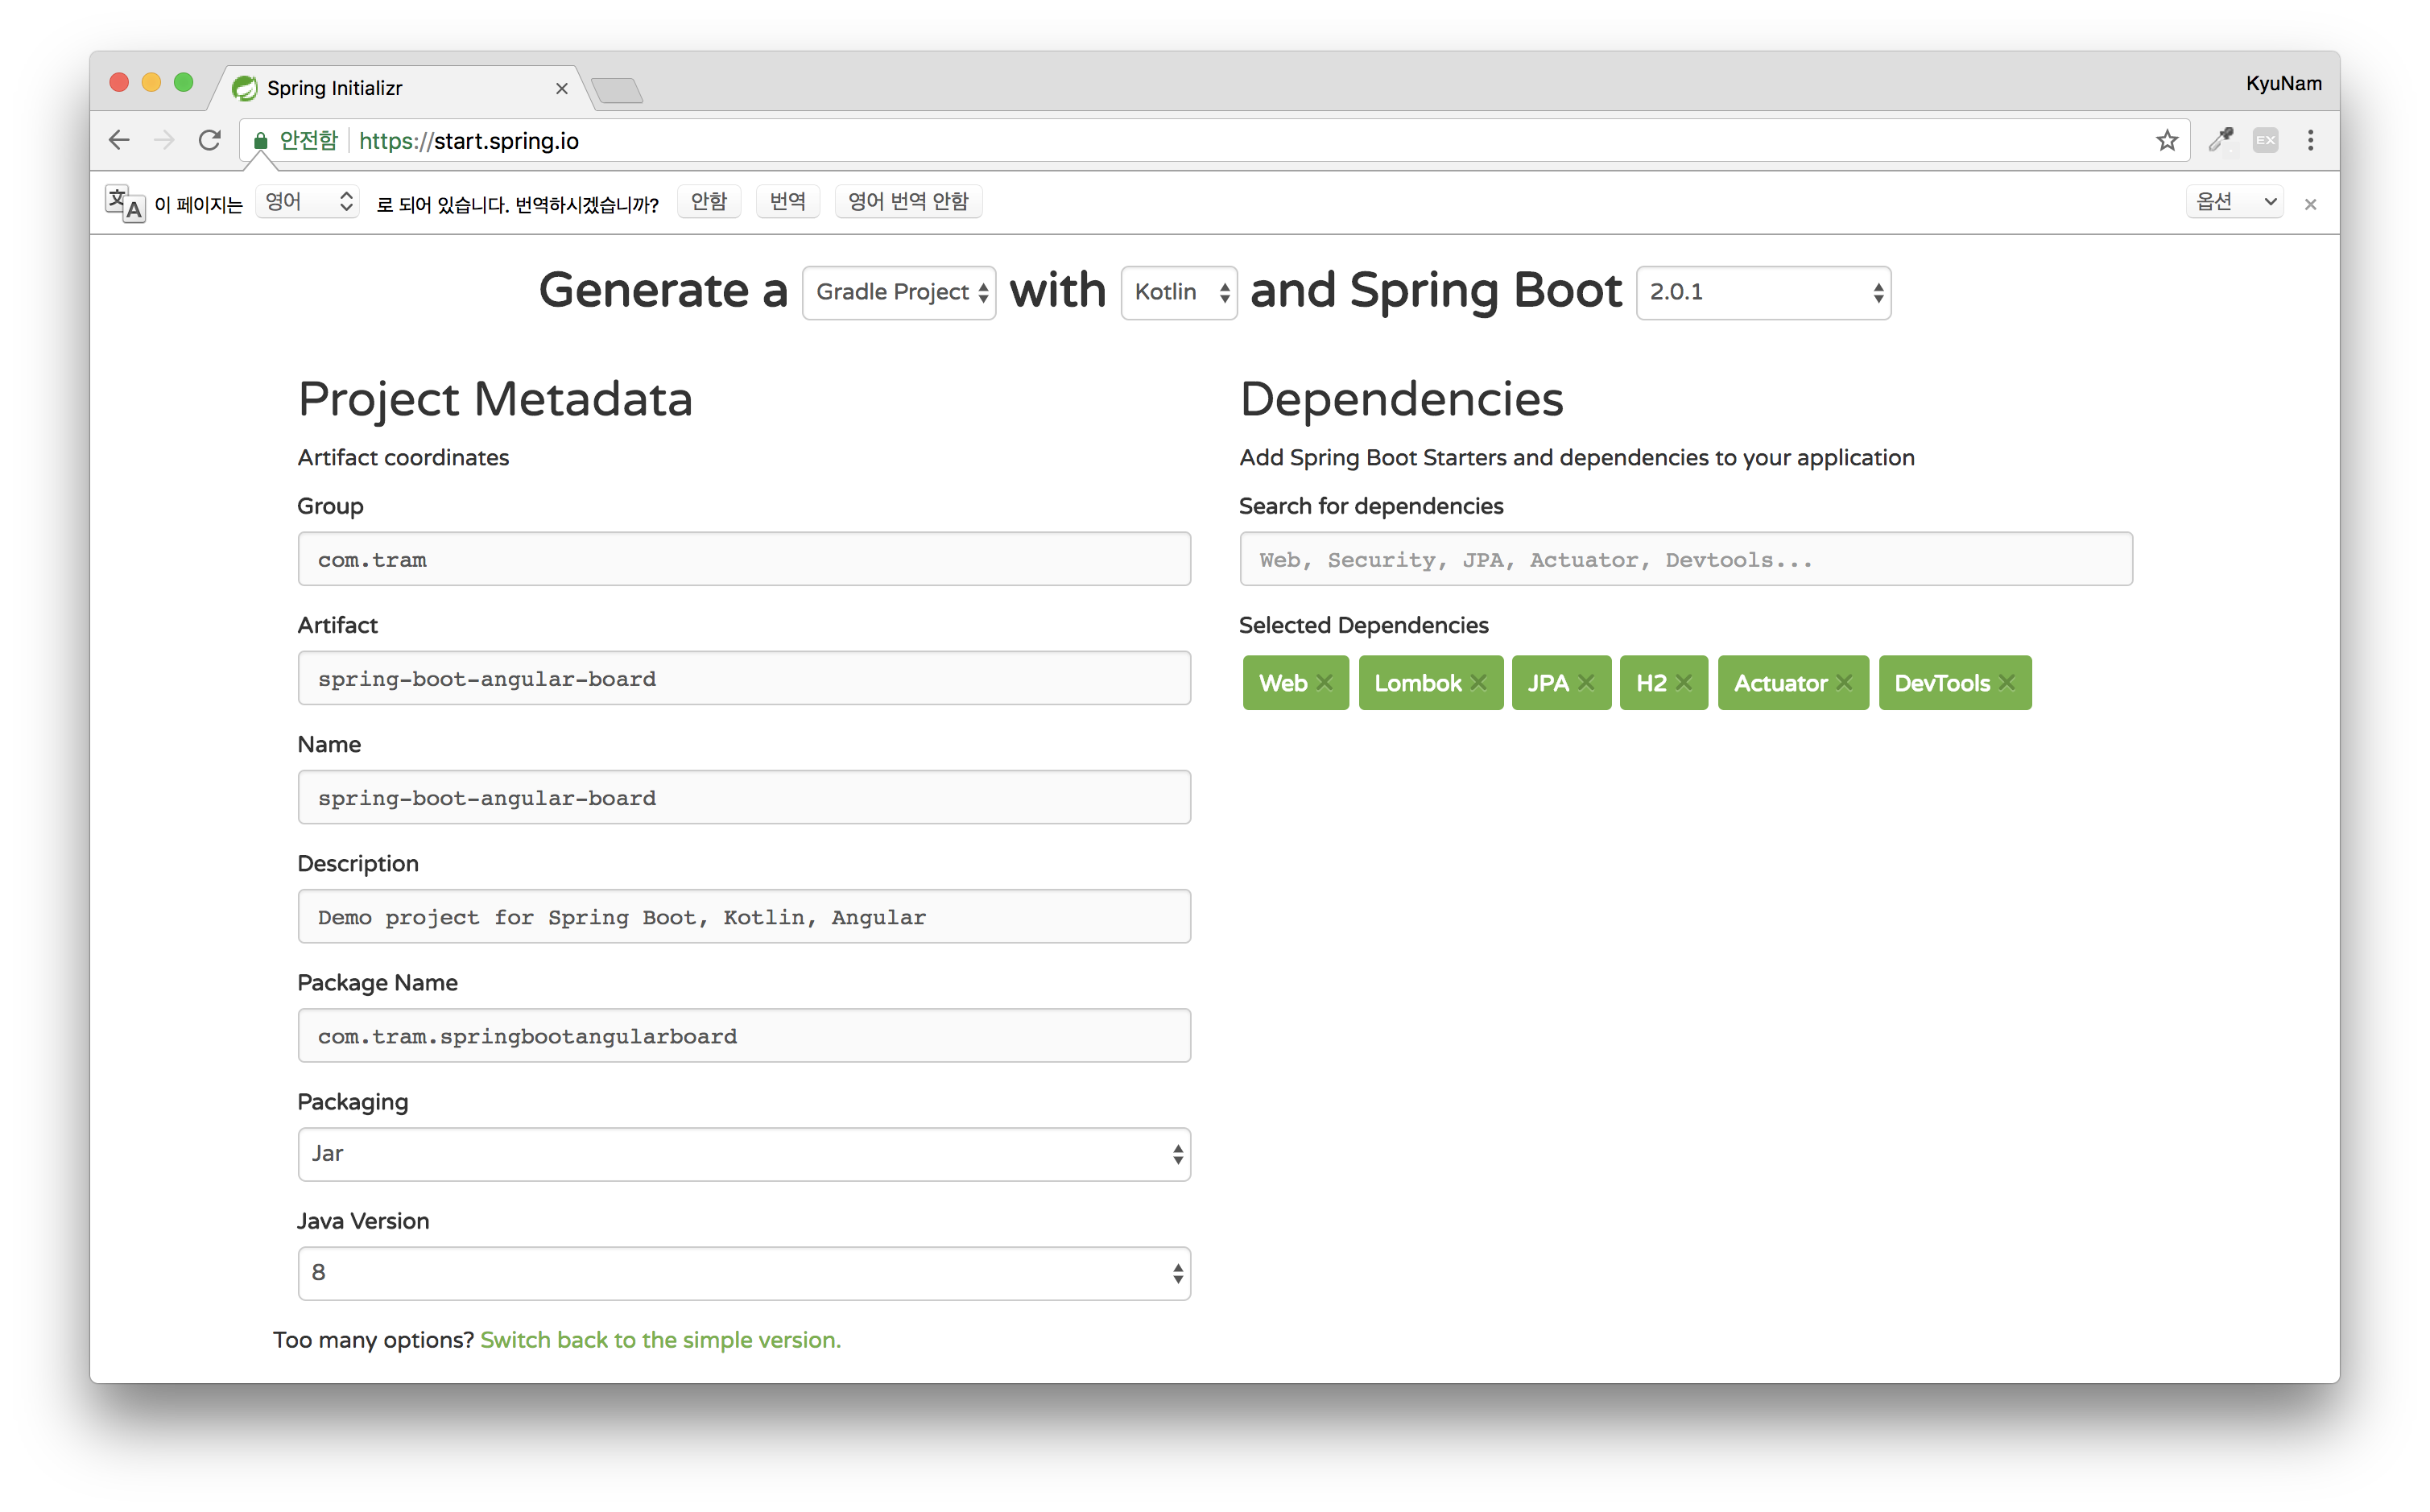 Spring Initializr
KyuNam
안전함 https://start.spring.io
EX
文A 이 페이지는 영어 로 되어 있습니다. 번역하시겠습니까? 안함 번역 영어 번역 안함 옵션
Generate a Gradle Project with Kotlin and Spring Boot 2.0.1
Project Metadata
Artifact coordinates
Group
com.tram
Artifact
spring-boot-angular-board
Name
spring-boot-angular-board
Description
Demo project for Spring Boot, Kotlin, Angular
Package Name
com.tram.springbootangularboard
Packaging
Jar
Java Version
8
Too many options? Switch back to the simple version.
Dependencies
Add Spring Boot Starters and dependencies to your application
Search for dependencies
Web, Security, JPA, Actuator, Devtools...
Selected Dependencies
Web Lombok JPA H2 Actuator DevTools